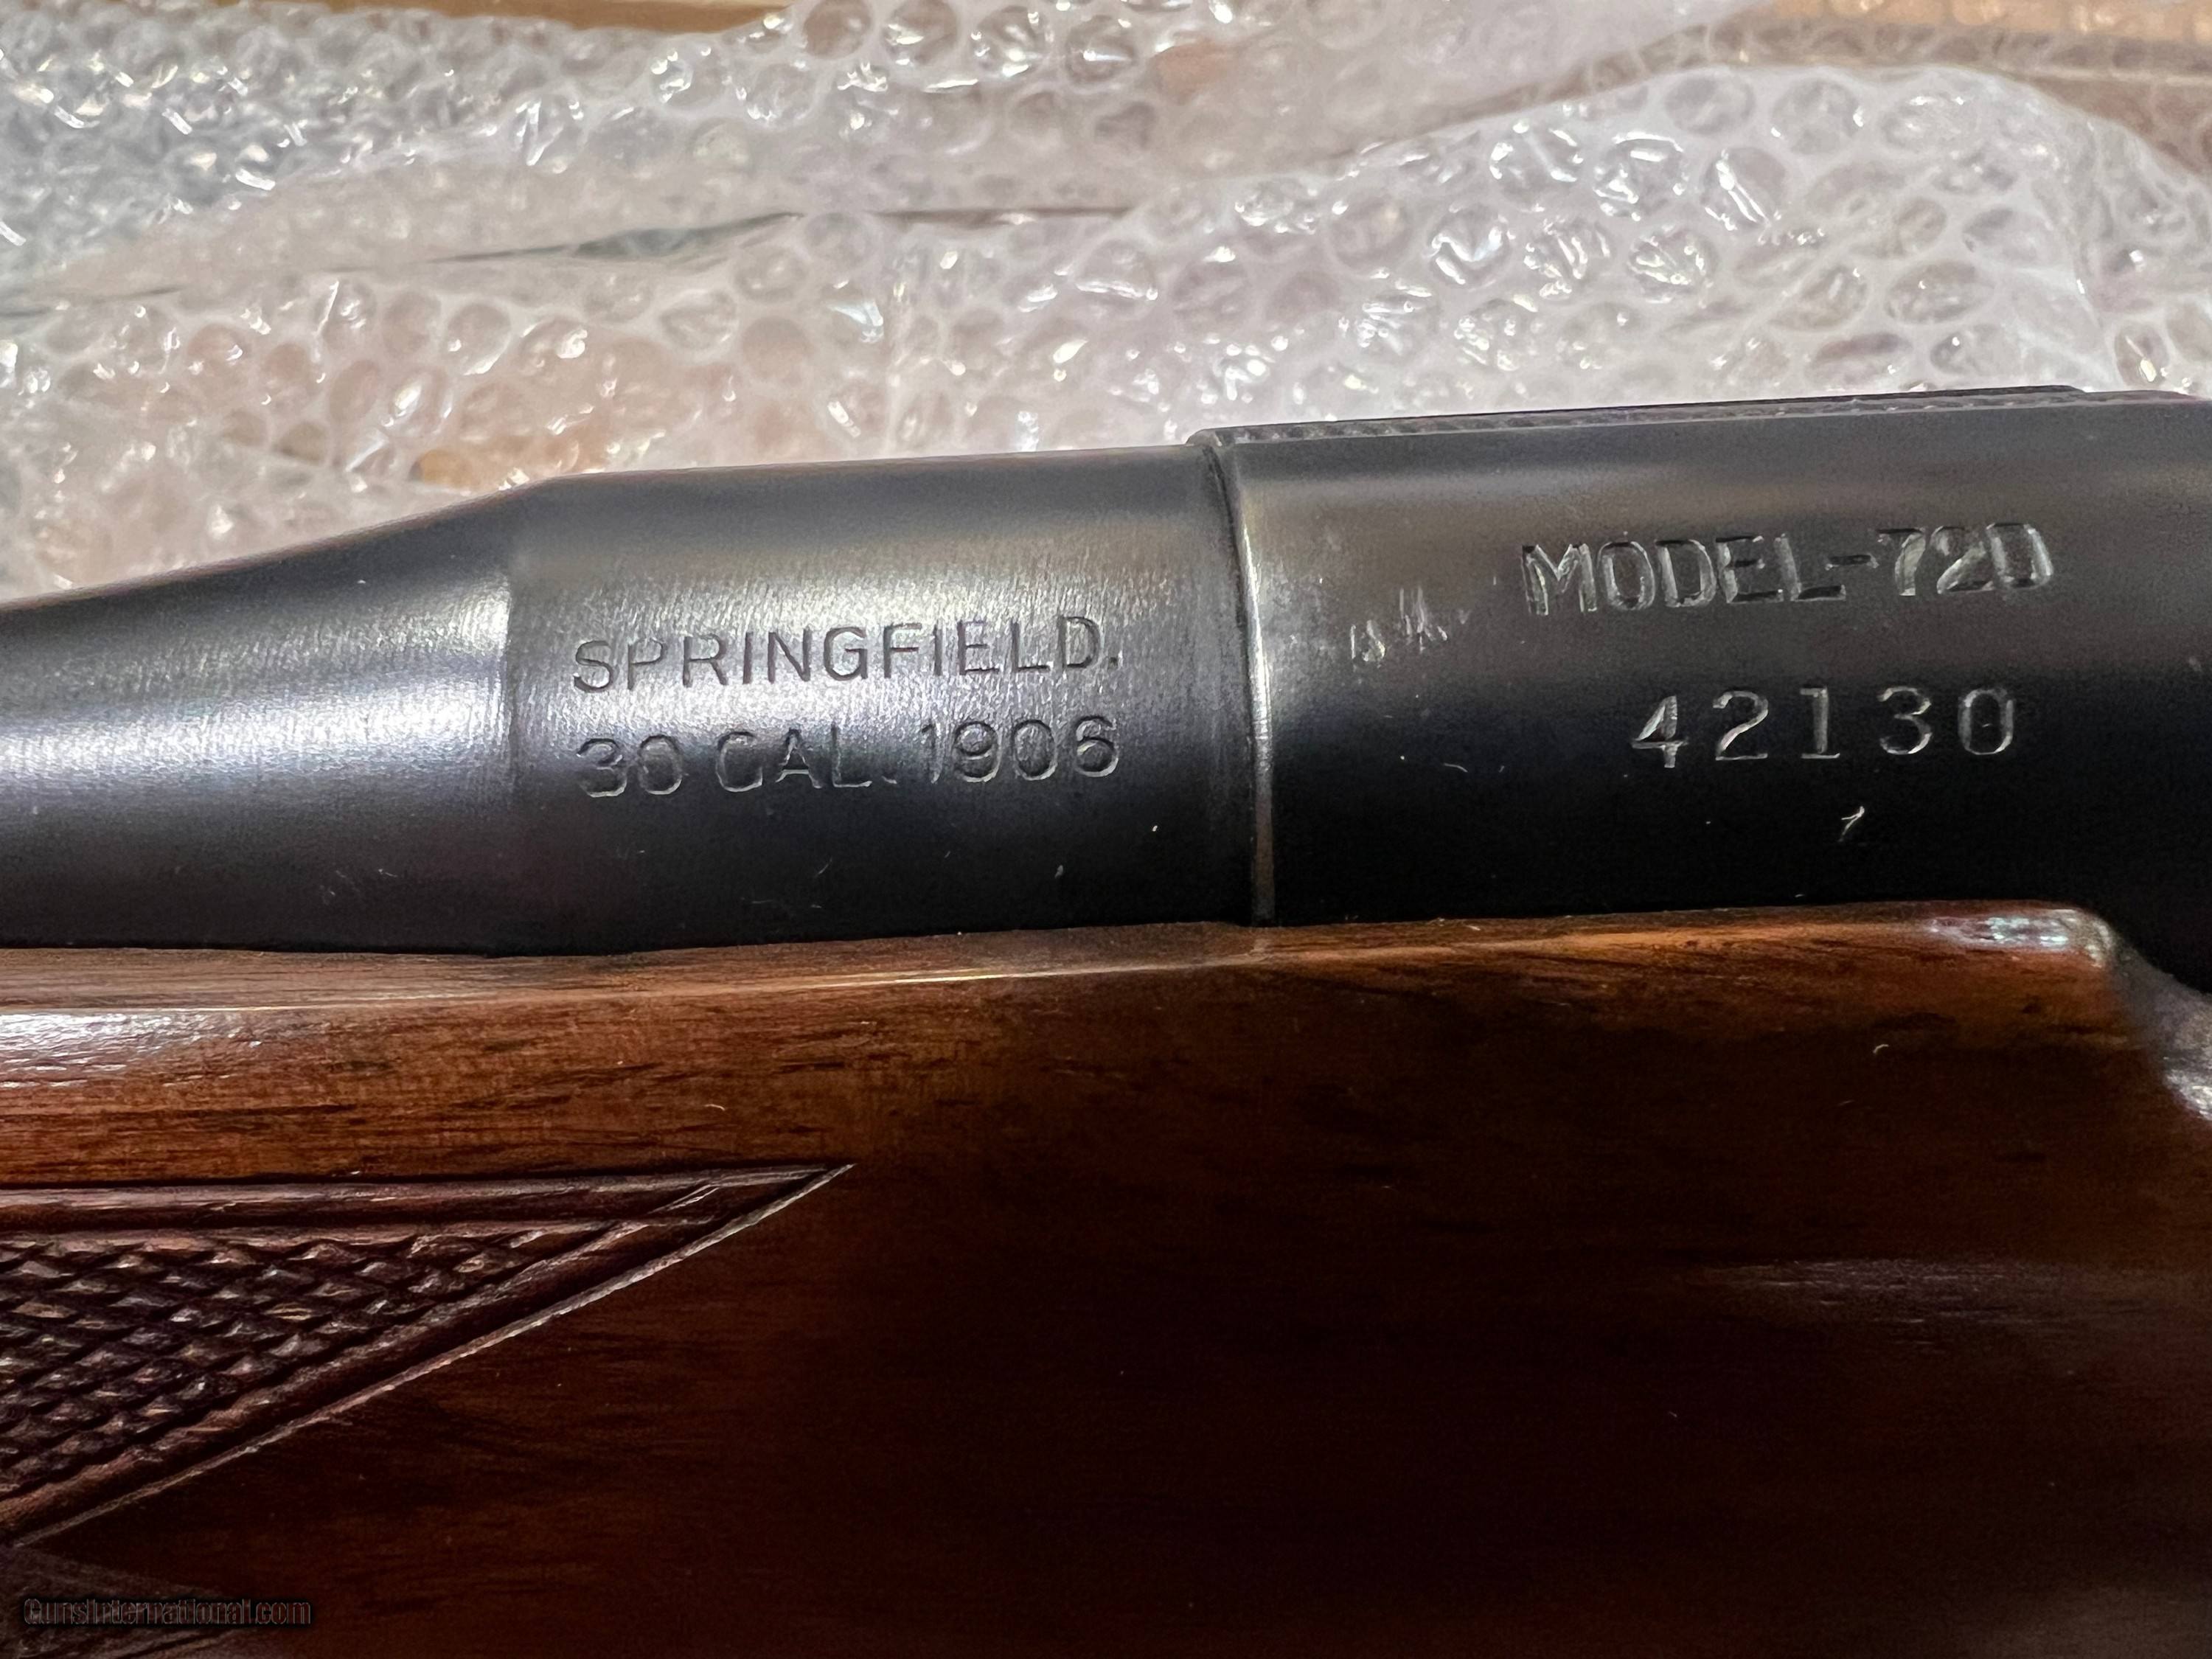 MODEL-720
SPRINGFIELD.
42130
30 CAL. 1906
GunsInternational.com